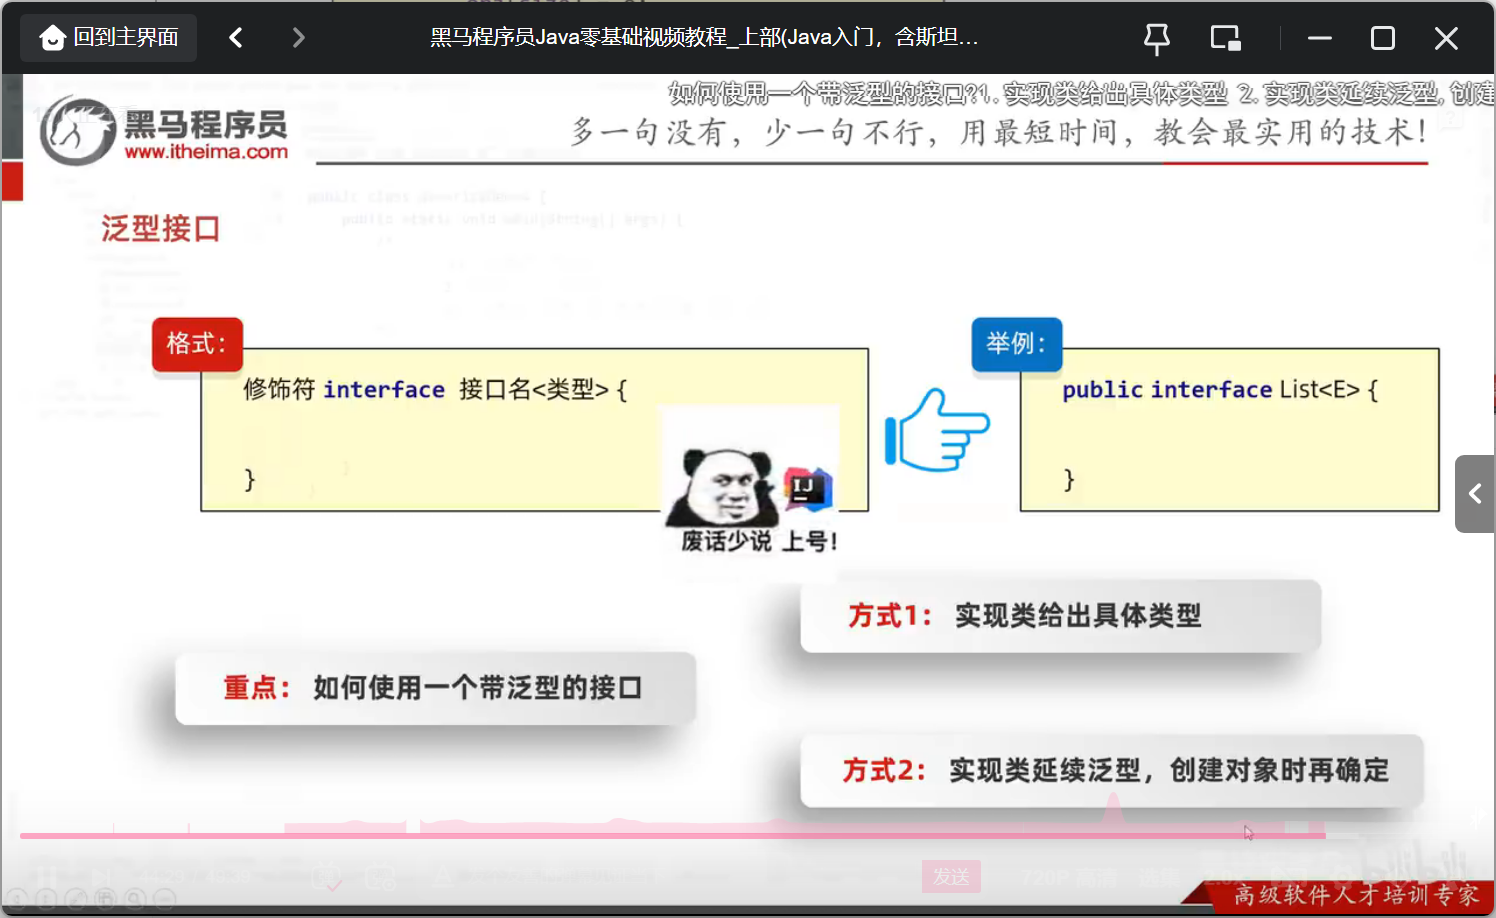 回到主界面
黑马程序员Java零基础视频教程_上部(Java入门，含斯坦...
如何使用一个带泛型的接口?1.实现类给出具体类型 2.实现类延续泛型,创建
黑马程序员
www.itheima.com
多一句没有，少一句不行，用最短时间，教会最实用的技术！
泛型接口
格式：
修饰符 interface 接口名<类型> {
}
举例：
public interface List<E> {
}
IJ
废话少说 上号！
方式1： 实现类给出具体类型
重点： 如何使用一个带泛型的接口
方式2： 实现类延续泛型，创建对象时再确定
发送
720P 高清
选集
高级软件人才培训专家